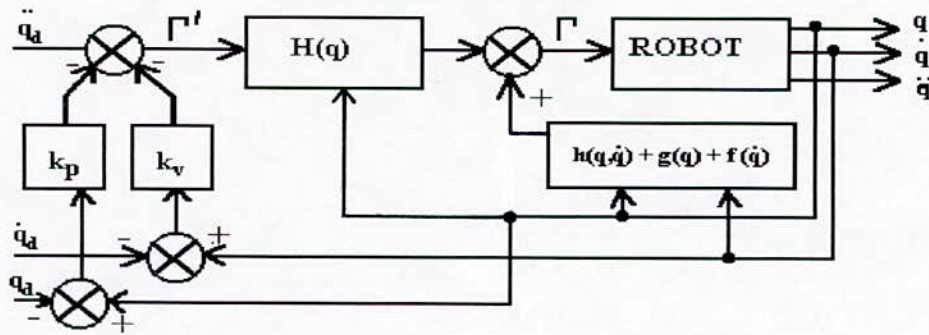 q̈d Γ' H(q) Γ ROBOT q
q̇
q̈
- -
+
kp kv h(q,q̇) + g(q) + f(q̇)
q̇d - +
qd - +